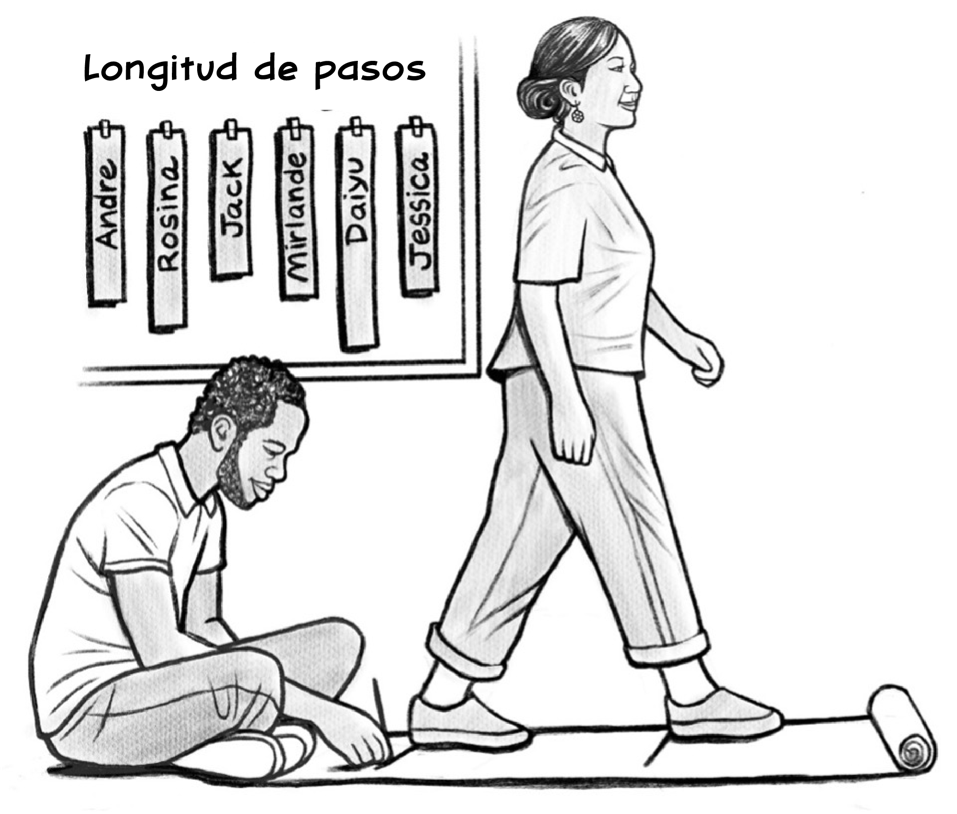 Longitud de pasos
Andre
Rosina
Jack
Mirlande
Daiyu
Jessica